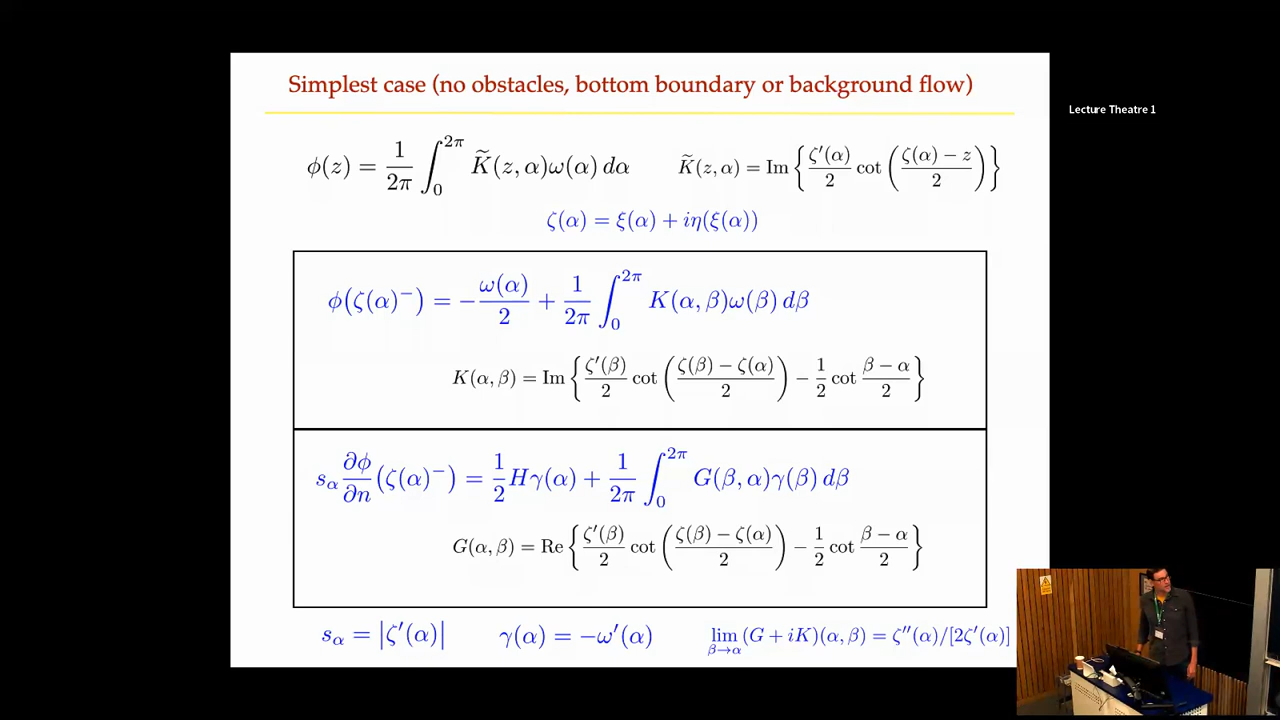 Simplest case (no obstacles, bottom boundary or background flow)
Lecture Theatre 1
ϕ(z) = 1/2π ∫₀^{2π} K̃(z, α)ω(α) dα    K̃(z, α) = Im { ζ′(α)/2 cot ( (ζ(α) − z)/2 ) }
ζ(α) = ξ(α) + iη(ξ(α))
ϕ(ζ(α)⁻) = − ω(α)/2 + 1/2π ∫₀^{2π} K(α, β)ω(β) dβ
K(α, β) = Im { ζ′(β)/2 cot ( (ζ(β) − ζ(α))/2 ) − 1/2 cot (β − α)/2 }
s_α ∂ϕ/∂n (ζ(α)⁻) = 1/2 Hγ(α) + 1/2π ∫₀^{2π} G(β, α)γ(β) dβ
G(α, β) = Re { ζ′(β)/2 cot ( (ζ(β) − ζ(α))/2 ) − 1/2 cot (β − α)/2 }
s_α = |ζ′(α)|    γ(α) = −ω′(α)    lim_{β→α} (G + iK)(α, β) = ζ″(α)/[2ζ′(α)]